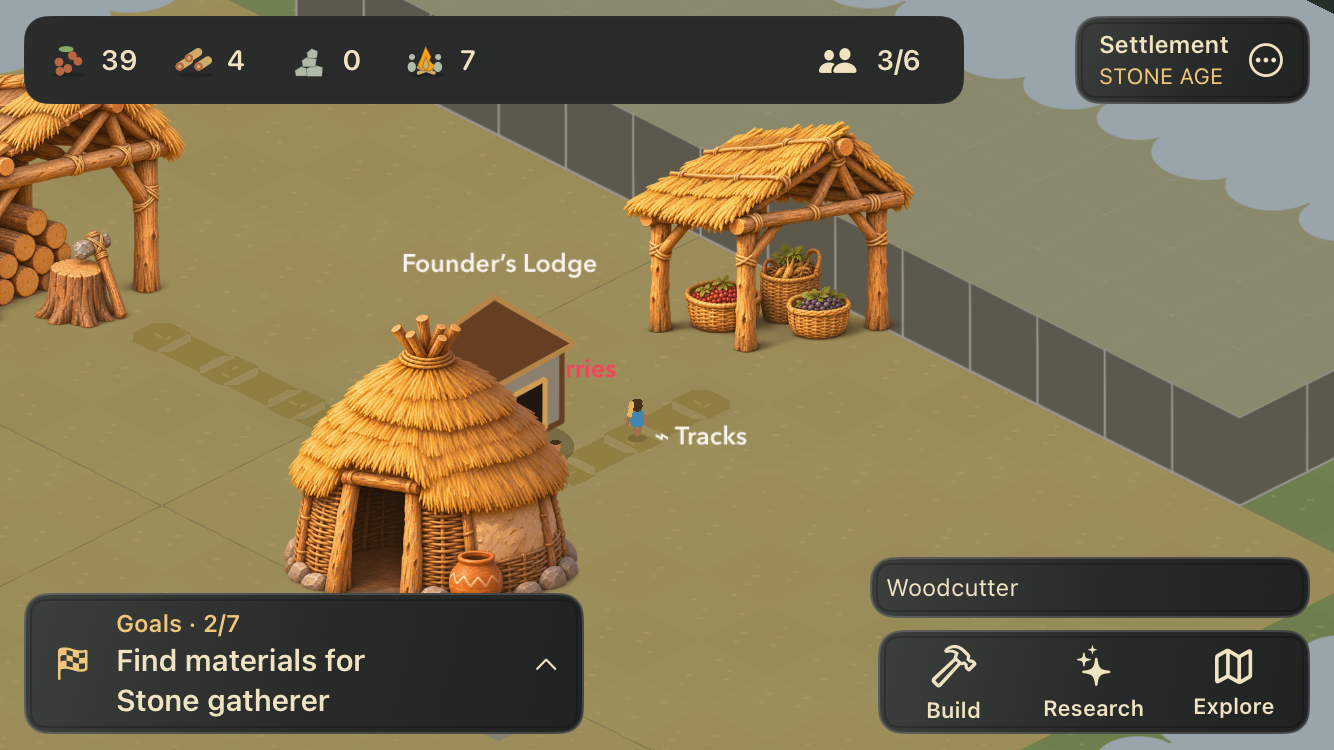 39
4
0
7
3/6
Settlement
STONE AGE
Founder's Lodge
rries
Tracks
Goals · 2/7
Find materials for
Stone gatherer
Woodcutter
Build
Research
Explore